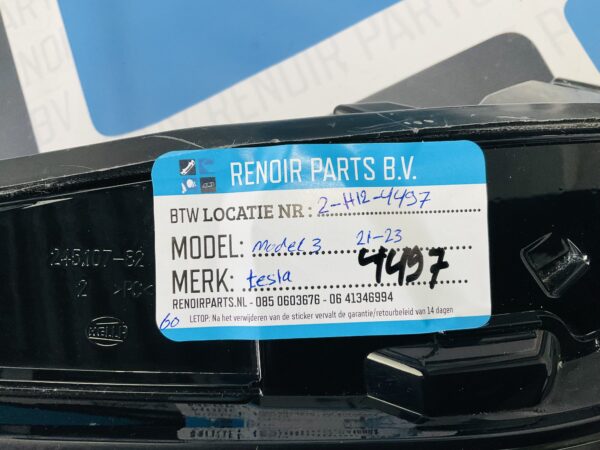 RENOIR PARTS
RENOIR PARTS B.V.
BTW LOCATIE NR: 2-H12-4497
MODEL: Model 3 21-23
MERK: tesla 4497
RENOIRPARTS.NL - 085 0603676 - 06 41346994
60 LETOP: Na het verwijderen van de sticker vervalt de garantie/retourbeleid van 14 dagen
HELLA